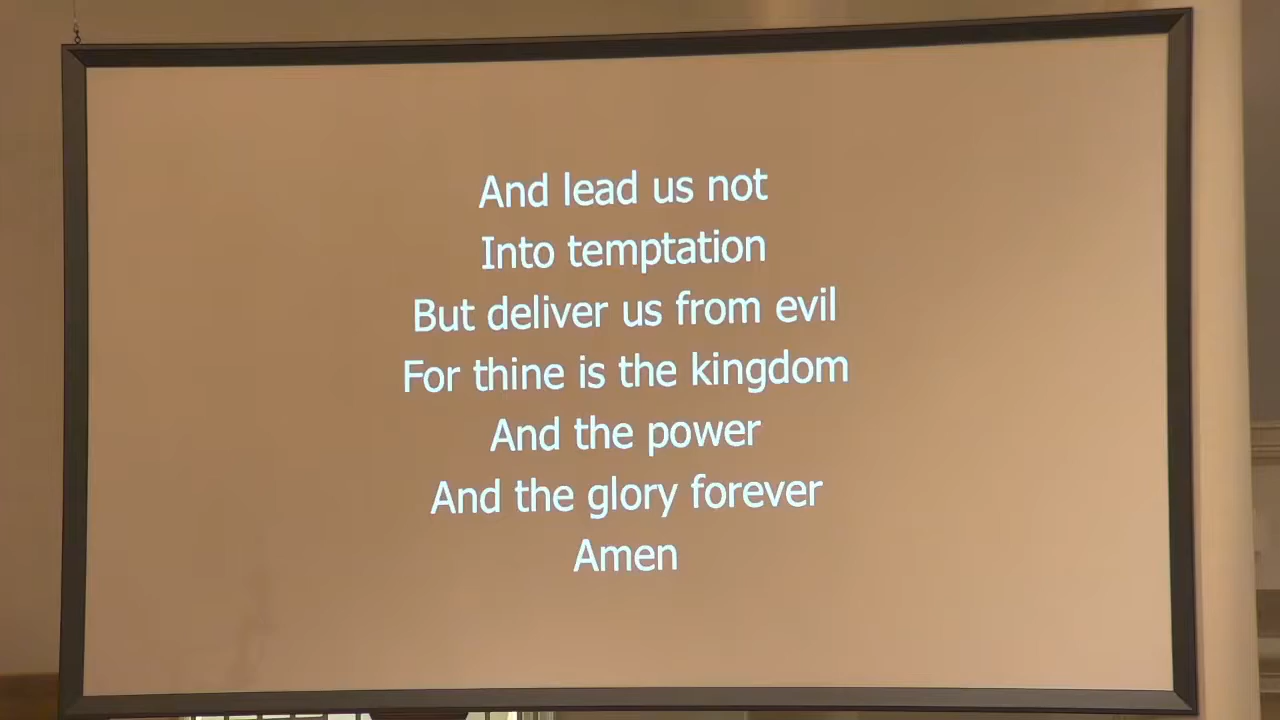 And lead us not
Into temptation
But deliver us from evil
For thine is the kingdom
And the power
And the glory forever
Amen